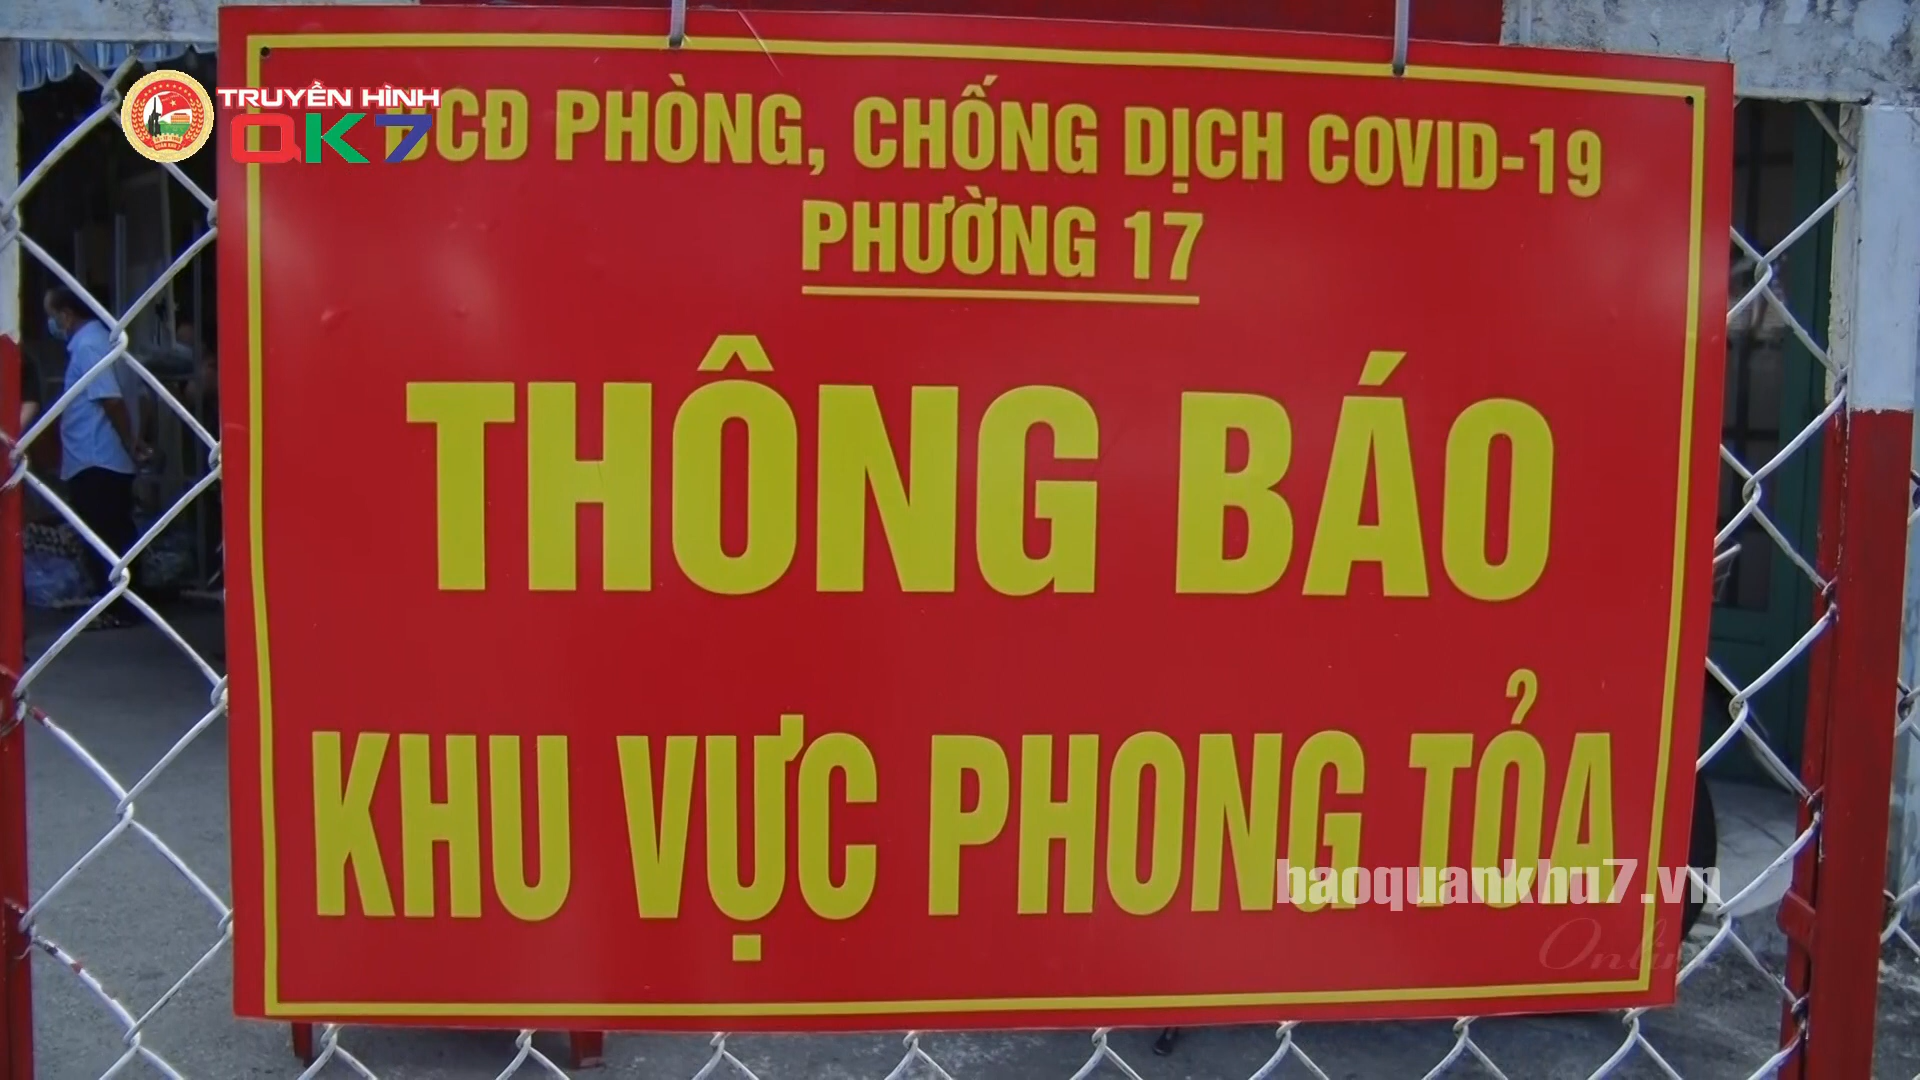 TRUYỀN HÌNH
QK7
BCĐ PHÒNG, CHỐNG DỊCH COVID-19
PHƯỜNG 17
THÔNG BÁO
KHU VỰC PHONG TỎA
baoquankhu7.vn
Online